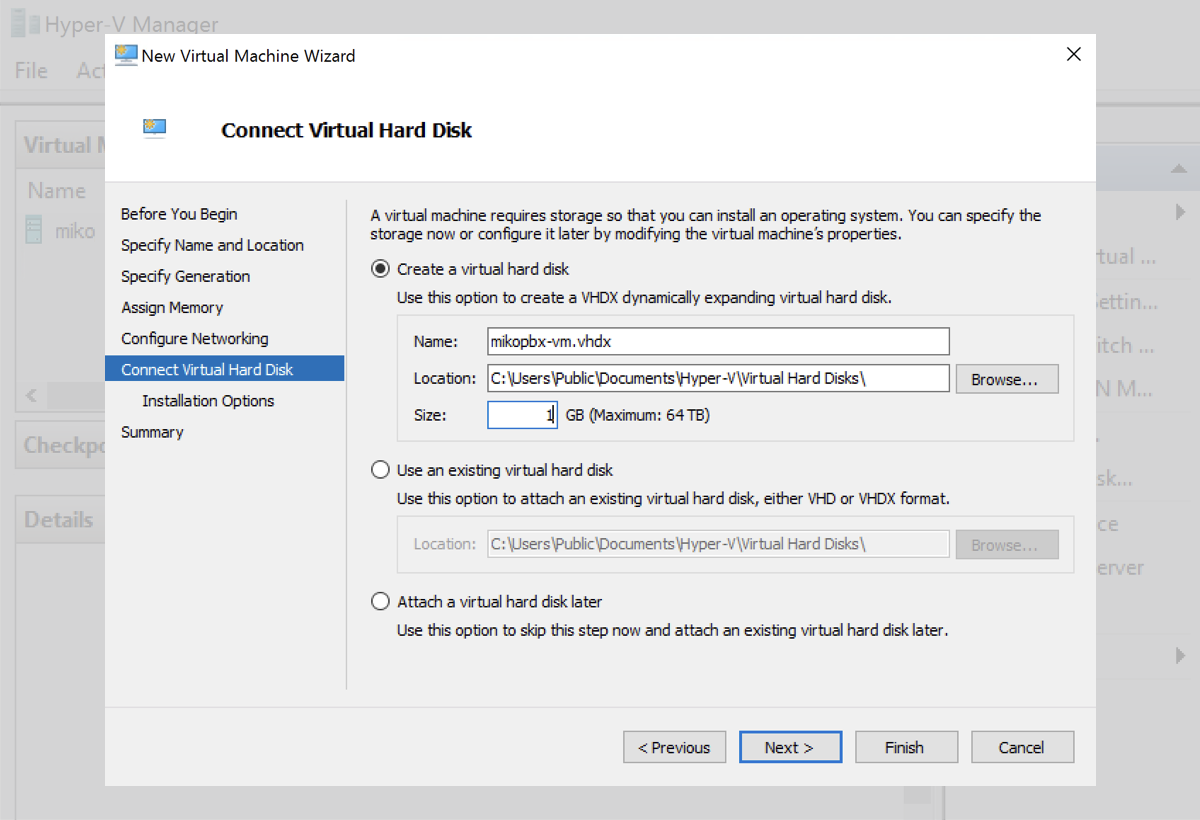 Hyper-V Manager
File
New Virtual Machine Wizard
Connect Virtual Hard Disk
Virtual
Name
miko
Details
Before You Begin
Specify Name and Location
Specify Generation
Assign Memory
Configure Networking
Connect Virtual Hard Disk
Installation Options
Summary
A virtual machine requires storage so that you can install an operating system. You can specify the
storage now or configure it later by modifying the virtual machine's properties.
Create a virtual hard disk
Use this option to create a VHDX dynamically expanding virtual hard disk.
Name: mikopbx-vm.vhdx
Location: C:\Users\Public\Documents\Hyper-V\Virtual Hard Disks\ Browse...
Size: 1 GB (Maximum: 64 TB)
Use an existing virtual hard disk
Use this option to attach an existing virtual hard disk, either VHD or VHDX format.
Location: C:\Users\Public\Documents\Hyper-V\Virtual Hard Disks\ Browse...
Attach a virtual hard disk later
Use this option to skip this step now and attach an existing virtual hard disk later.
< Previous Next > Finish Cancel